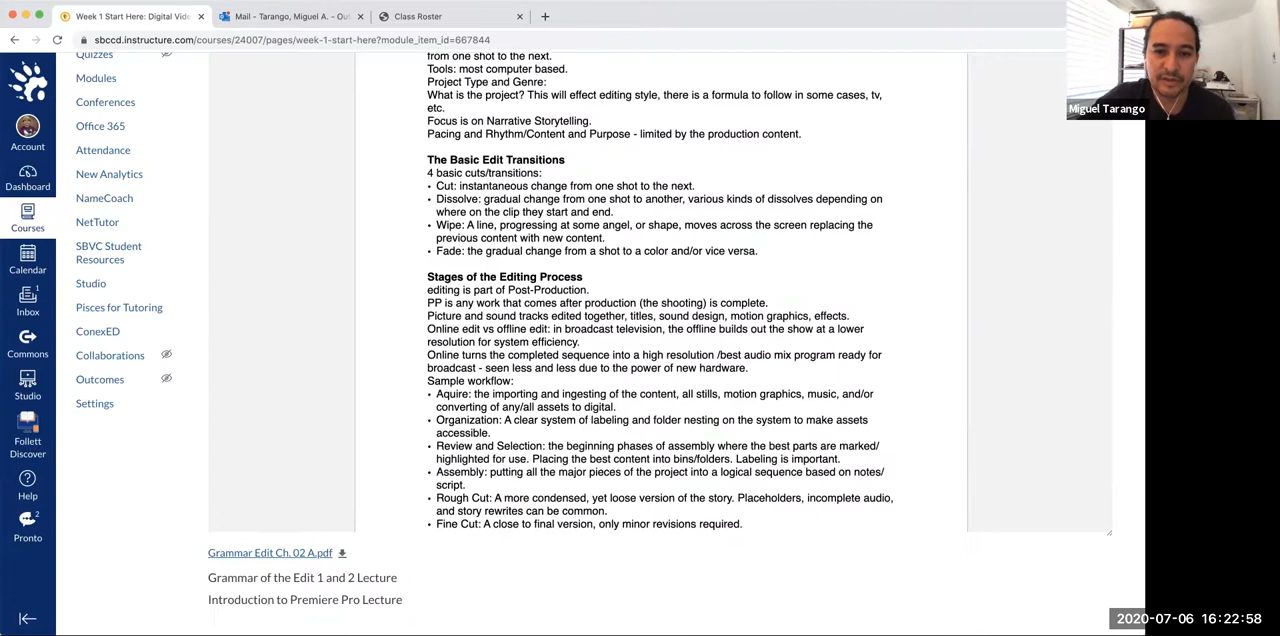 Week 1 Start Here: Digital Vide
Mail - Tarango, Miguel A. - Out
Class Roster
sbccd.instructure.com/courses/24007/pages/week-1-start-here?module_item_id=667844
Miguel Tarango
Account
Dashboard
Courses
Calendar
1
Inbox
Commons
Studio
Follett
Discover
Help
2
Pronto
Quizzes
Modules
Conferences
Office 365
Attendance
New Analytics
NameCoach
NetTutor
SBVC Student
Resources
Studio
Pisces for Tutoring
ConexED
Collaborations
Outcomes
Settings
from one shot to the next.
Tools: most computer based.
Project Type and Genre:
What is the project? This will effect editing style, there is a formula to follow in some cases, tv,
etc.
Focus is on Narrative Storytelling.
Pacing and Rhythm/Content and Purpose - limited by the production content.
The Basic Edit Transitions
4 basic cuts/transitions:
• Cut: instantaneous change from one shot to the next.
• Dissolve: gradual change from one shot to another, various kinds of dissolves depending on
where on the clip they start and end.
• Wipe: A line, progressing at some angel, or shape, moves across the screen replacing the
previous content with new content.
• Fade: the gradual change from a shot to a color and/or vice versa.
Stages of the Editing Process
editing is part of Post-Production.
PP is any work that comes after production (the shooting) is complete.
Picture and sound tracks edited together, titles, sound design, motion graphics, effects.
Online edit vs offline edit: in broadcast television, the offline builds out the show at a lower
resolution for system efficiency.
Online turns the completed sequence into a high resolution /best audio mix program ready for
broadcast - seen less and less due to the power of new hardware.
Sample workflow:
• Aquire: the importing and ingesting of the content, all stills, motion graphics, music, and/or
converting of any/all assets to digital.
• Organization: A clear system of labeling and folder nesting on the system to make assets
accessible.
• Review and Selection: the beginning phases of assembly where the best parts are marked/
highlighted for use. Placing the best content into bins/folders. Labeling is important.
• Assembly: putting all the major pieces of the project into a logical sequence based on notes/
script.
• Rough Cut: A more condensed, yet loose version of the story. Placeholders, incomplete audio,
and story rewrites can be common.
• Fine Cut: A close to final version, only minor revisions required.
Grammar Edit Ch. 02 A.pdf
Grammar of the Edit 1 and 2 Lecture
Introduction to Premiere Pro Lecture
2020-07-06 16:22:58